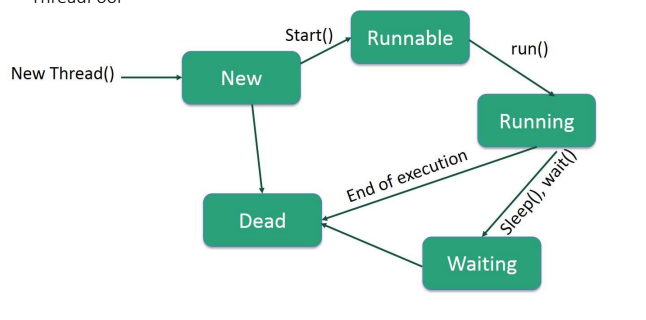 New Thread()
New
Start()
Runnable
run()
Running
End of execution
Sleep(), wait()
Dead
Waiting